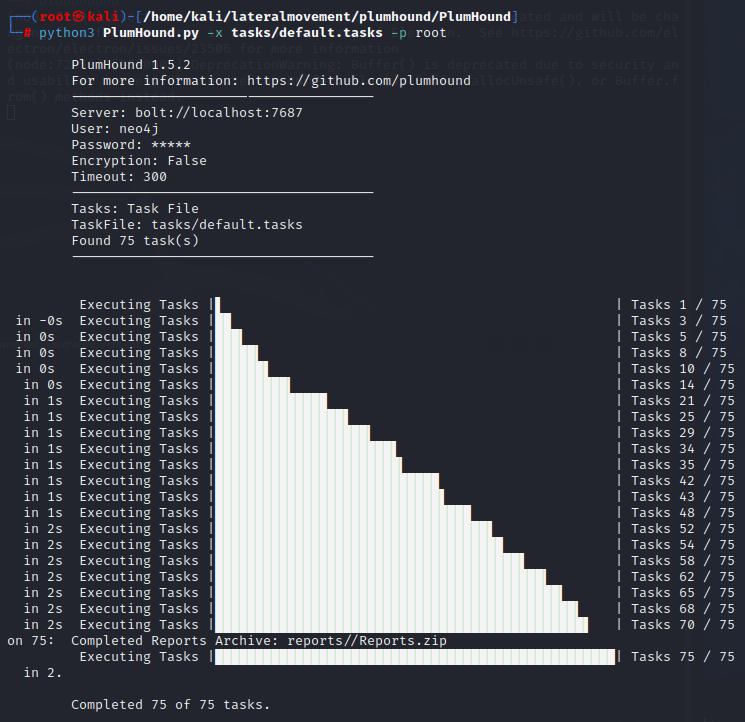 ┌──(root㉿kali)-[/home/kali/lateralmovement/plumhound/PlumHound]
└─# python3 PlumHound.py -x tasks/default.tasks -p root
PlumHound 1.5.2
For more information: https://github.com/plumhound
Server: bolt://localhost:7687
User: neo4j
Password: *****
Encryption: False
Timeout: 300
Tasks: Task File
TaskFile: tasks/default.tasks
Found 75 task(s)
Executing Tasks | | Tasks 1 / 75
in -0s Executing Tasks | | Tasks 3 / 75
in 0s Executing Tasks | | Tasks 5 / 75
in 0s Executing Tasks | | Tasks 8 / 75
in 0s Executing Tasks | | Tasks 10 / 75
in 0s Executing Tasks | | Tasks 14 / 75
in 1s Executing Tasks | | Tasks 21 / 75
in 1s Executing Tasks | | Tasks 25 / 75
in 1s Executing Tasks | | Tasks 29 / 75
in 1s Executing Tasks | | Tasks 34 / 75
in 1s Executing Tasks | | Tasks 35 / 75
in 1s Executing Tasks | | Tasks 42 / 75
in 1s Executing Tasks | | Tasks 43 / 75
in 1s Executing Tasks | | Tasks 48 / 75
in 2s Executing Tasks | | Tasks 52 / 75
in 2s Executing Tasks | | Tasks 54 / 75
in 2s Executing Tasks | | Tasks 58 / 75
in 2s Executing Tasks | | Tasks 62 / 75
in 2s Executing Tasks | | Tasks 65 / 75
in 2s Executing Tasks | | Tasks 68 / 75
in 2s Executing Tasks | | Tasks 70 / 75
on 75: Completed Reports Archive: reports//Reports.zip
Executing Tasks | | Tasks 75 / 75
in 2.
Completed 75 of 75 tasks.